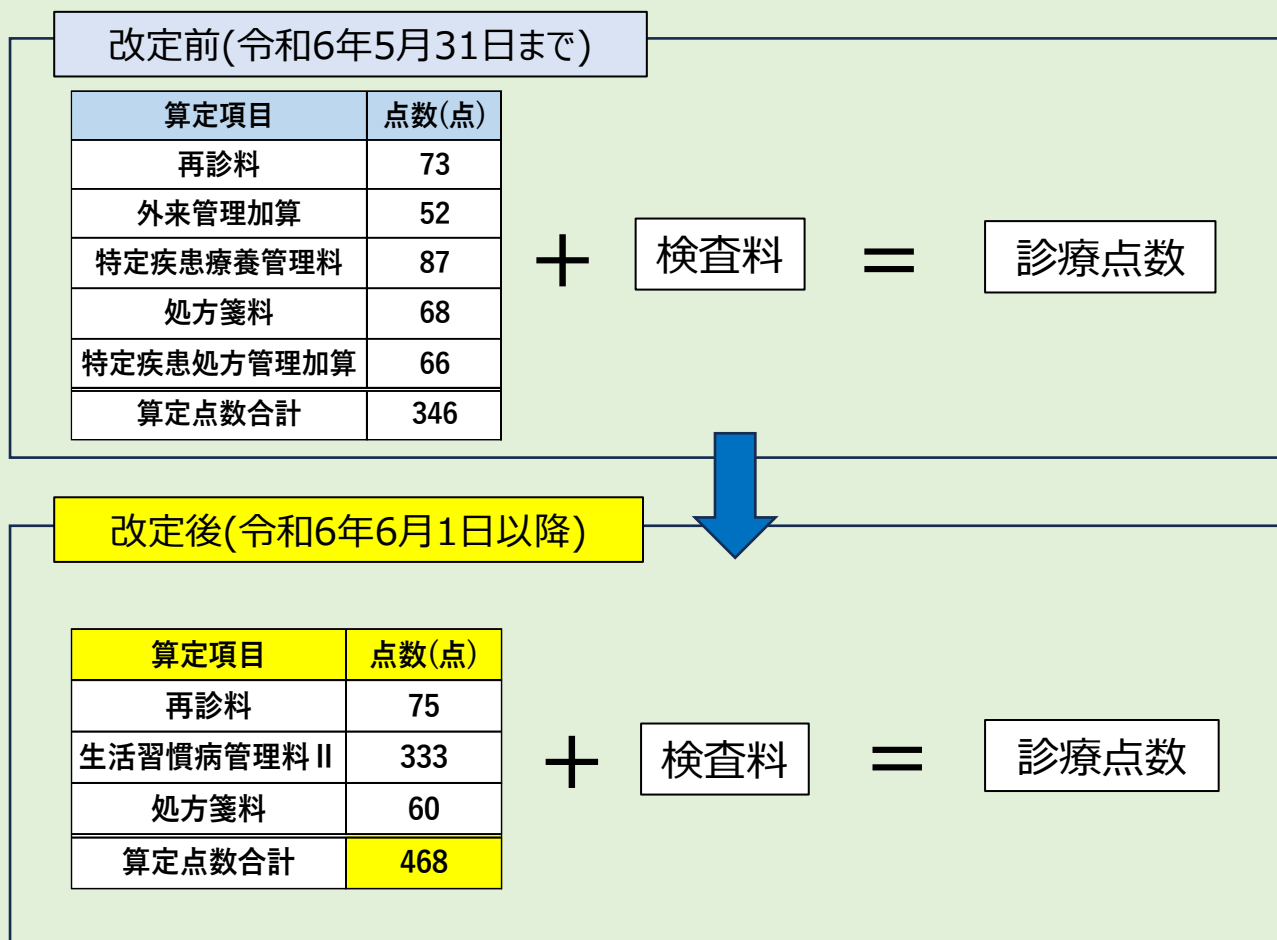 改定前(令和6年5月31日まで)
算定項目 点数(点)
再診料 73
外来管理加算 52
特定疾患療養管理料 87
処方箋料 68
特定疾患処方管理加算 66
算定点数合計 346
＋ 検査料 ＝ 診療点数
改定後(令和6年6月1日以降)
算定項目 点数(点)
再診料 75
生活習慣病管理料Ⅱ 333
処方箋料 60
算定点数合計 468
＋ 検査料 ＝ 診療点数